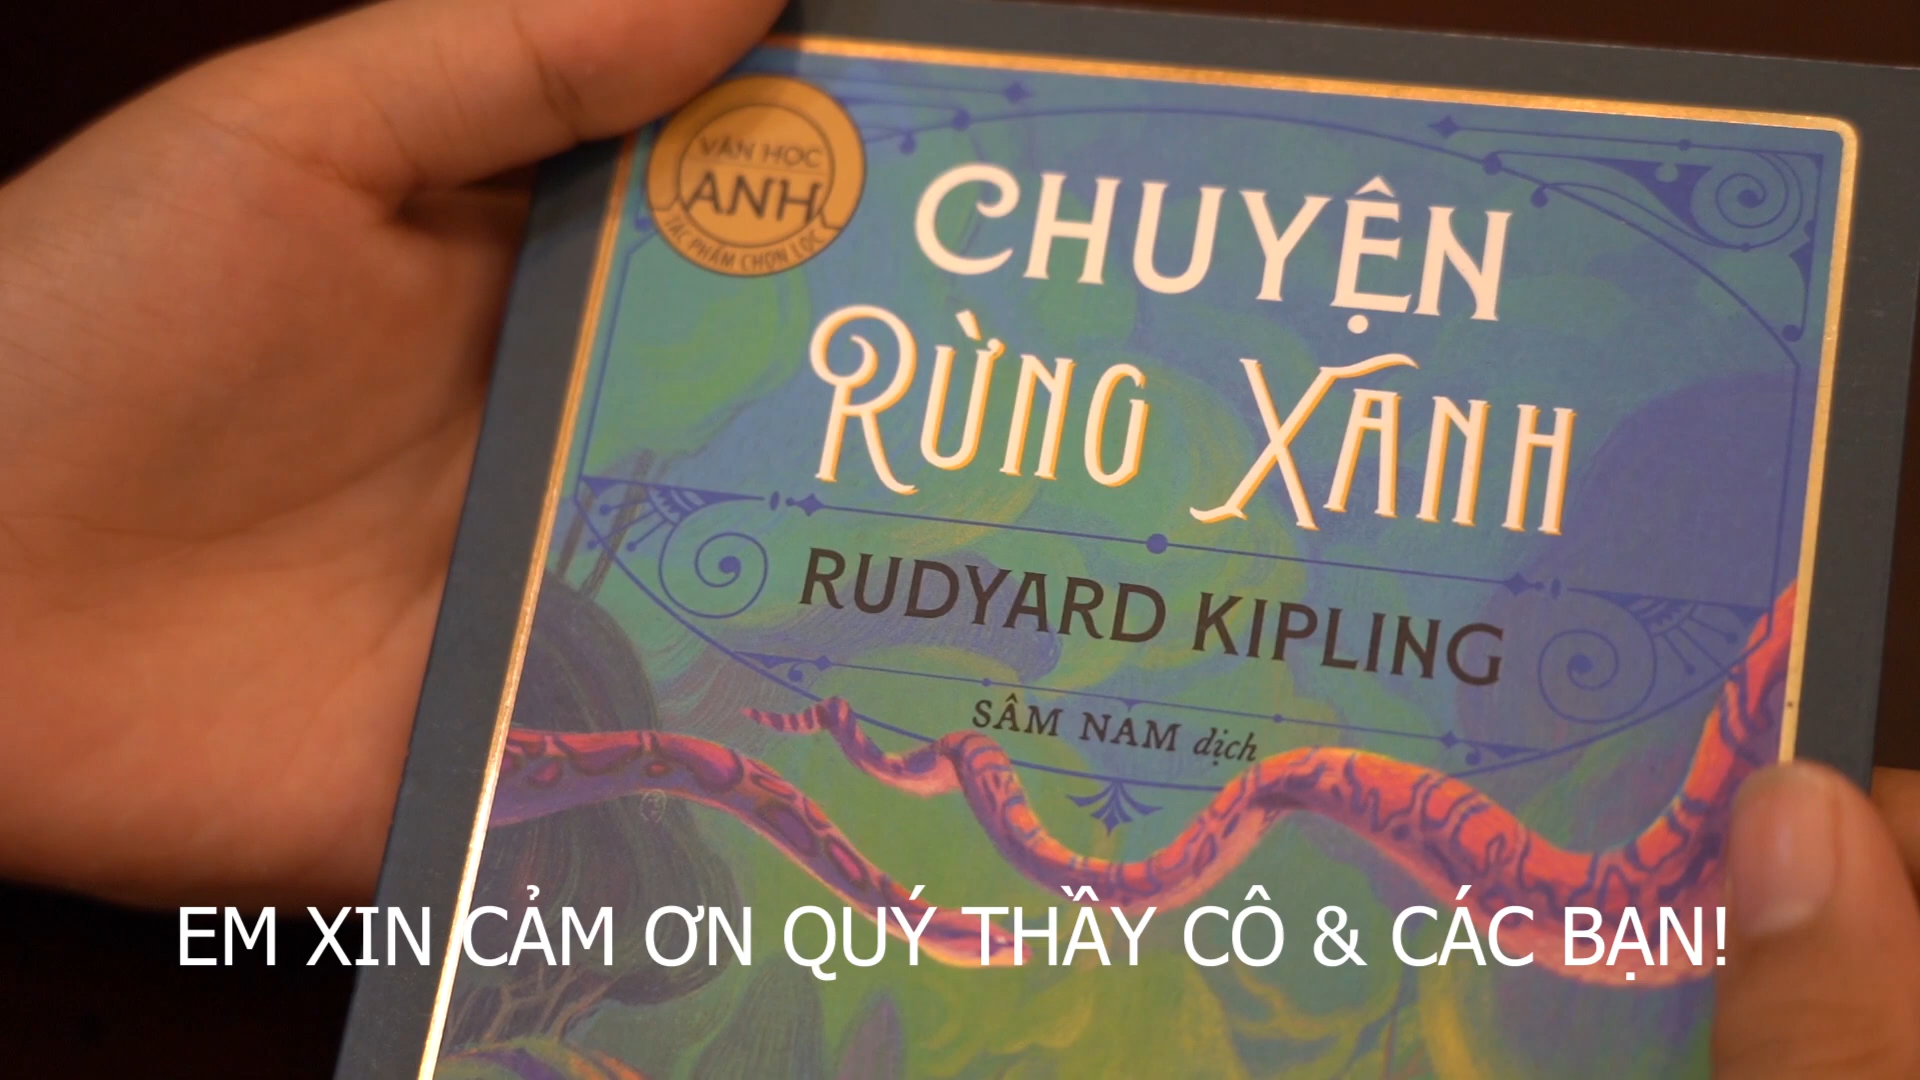 VĂN HỌC
ANH
TÁC PHẨM CHỌN LỌC
CHUYỆN
RỪNG XANH
RUDYARD KIPLING
SÂM NAM dịch
EM XIN CẢM ƠN QUÝ THẦY CÔ & CÁC BẠN!